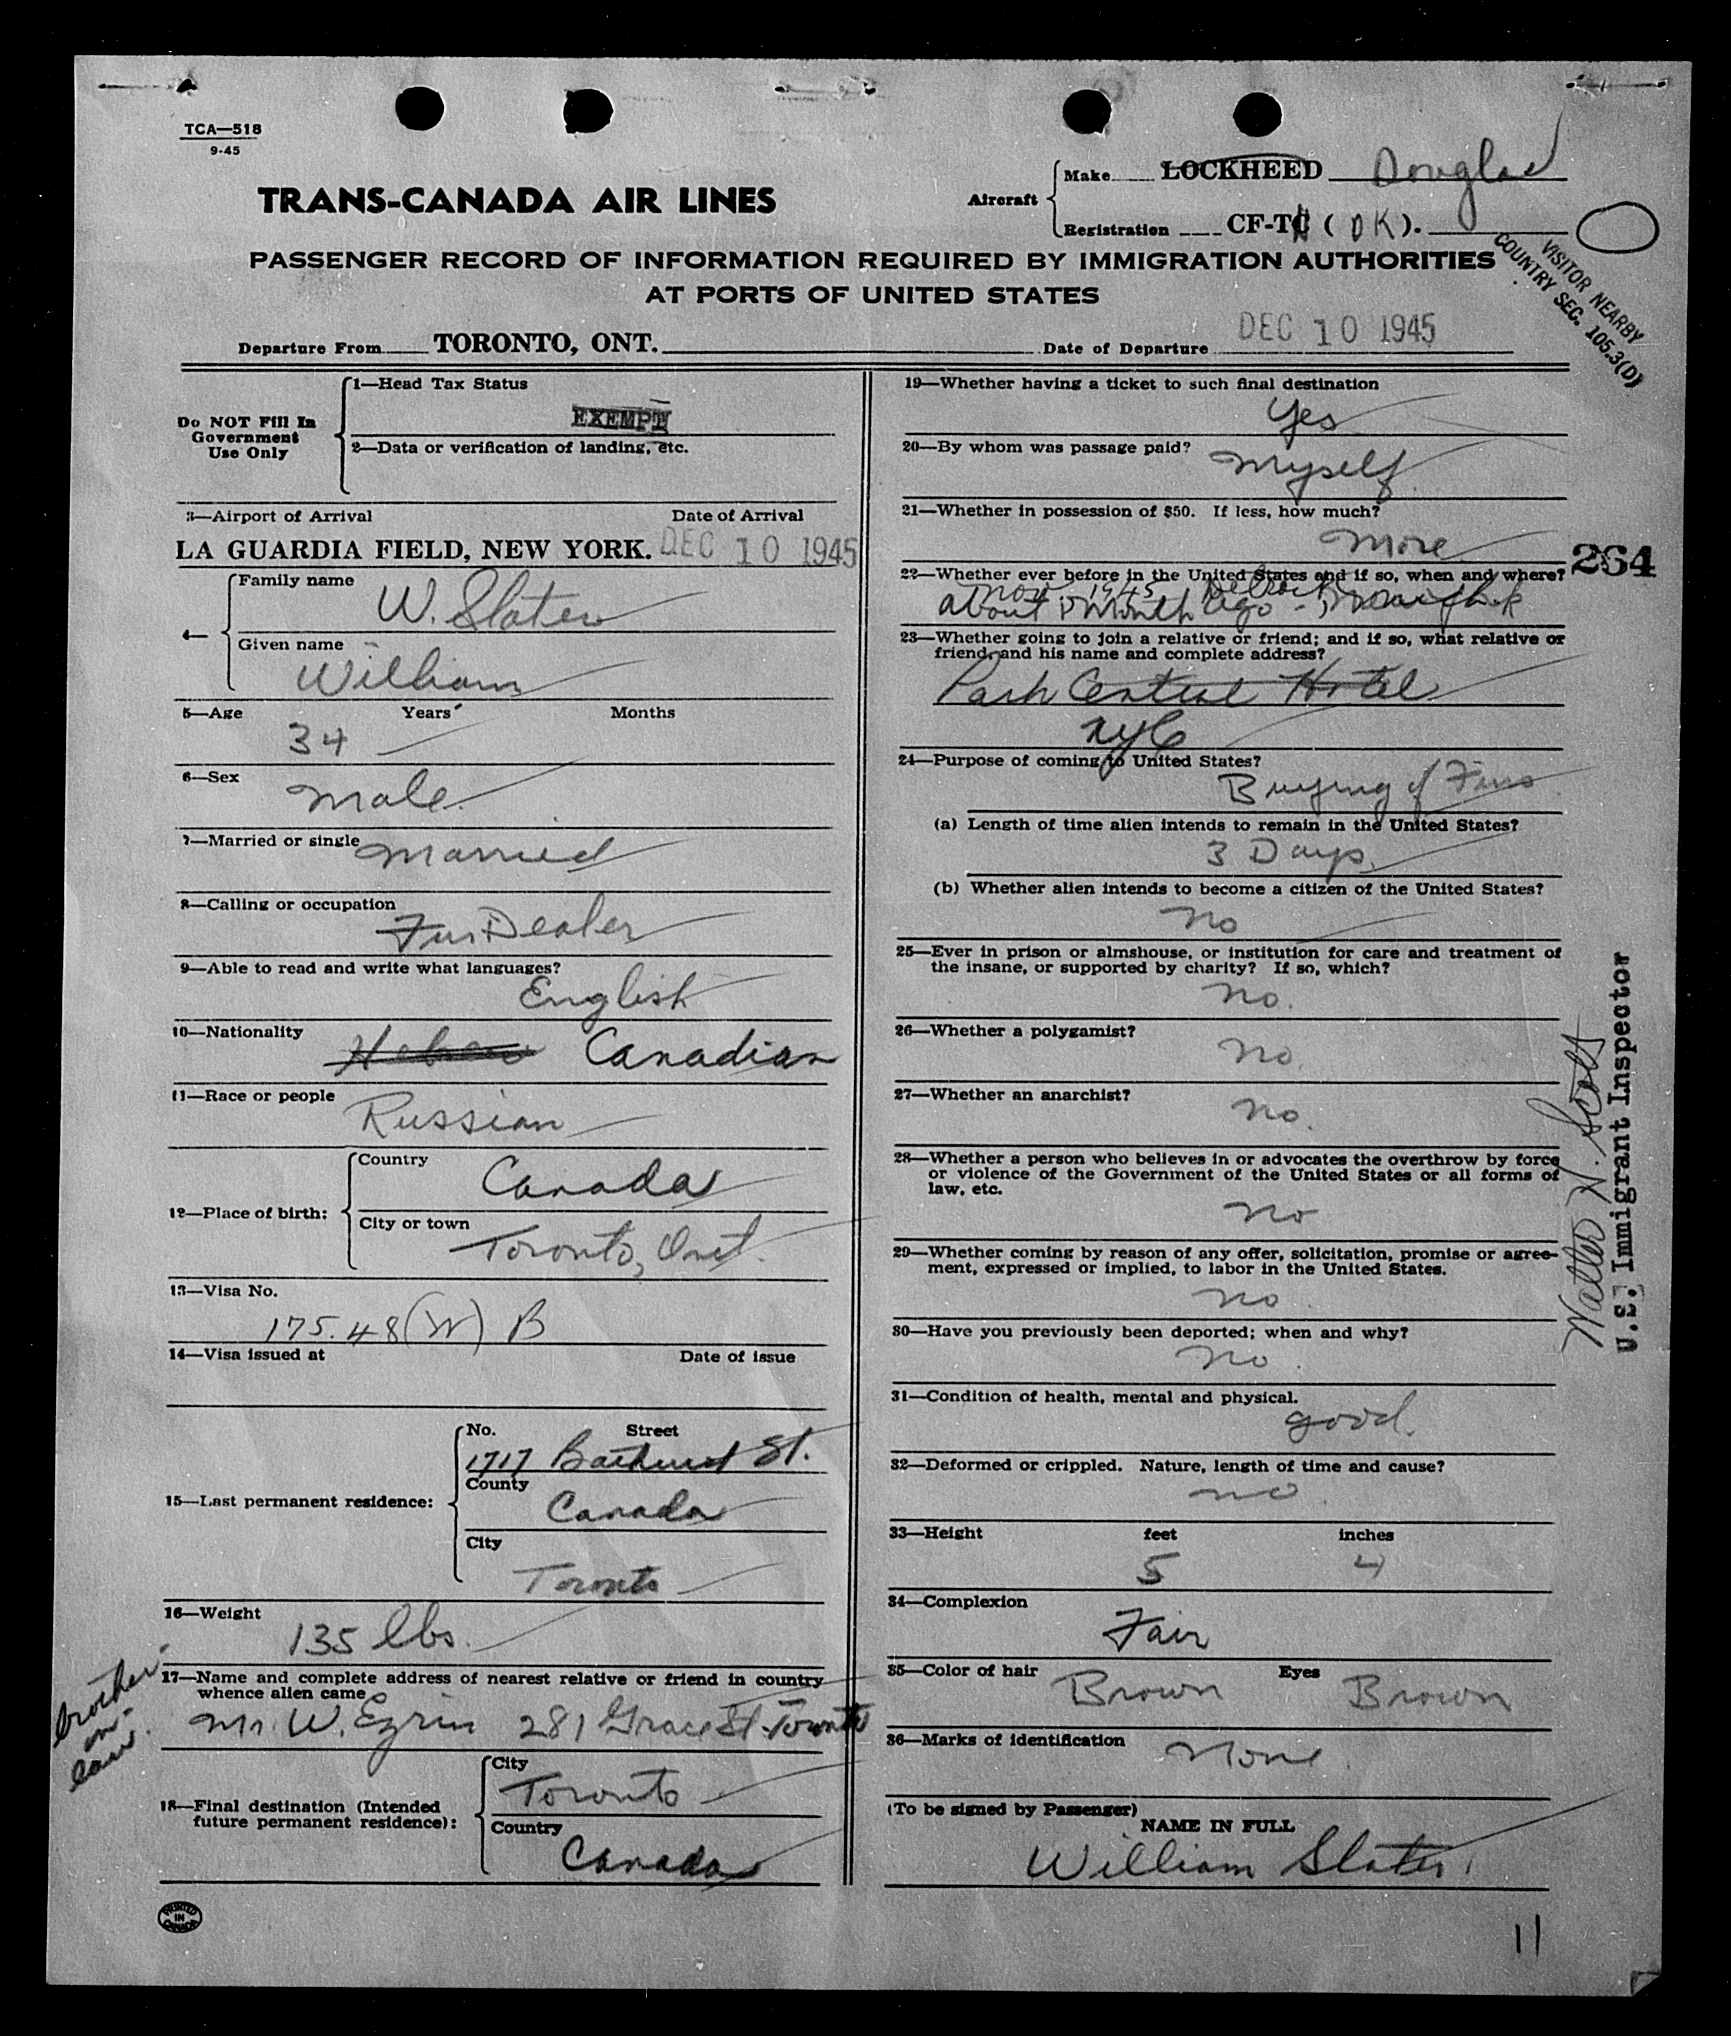 TCA—518
9-45
TRANS-CANADA AIR LINES
Aircraft
Make LOCKHEED Douglas
Registration CF-T ( DK ).
PASSENGER RECORD OF INFORMATION REQUIRED BY IMMIGRATION AUTHORITIES
AT PORTS OF UNITED STATES
VISITOR NEARBY
COUNTRY SEC. 105.3(D)
Departure From TORONTO, ONT. Date of Departure DEC 10 1945
Do NOT Fill In
Government
Use Only
1—Head Tax Status
EXEMPT
2—Data or verification of landing, etc.
3—Airport of Arrival Date of Arrival
LA GUARDIA FIELD, NEW YORK. DEC 10 1945
4—
Family name
W. Slater
Given name
William
5—Age Years Months
34
6—Sex
Male
7—Married or single Married
8—Calling or occupation
Fur Dealer
9—Able to read and write what languages?
English
10—Nationality
Hebrew Canadian
11—Race or people
Russian
12—Place of birth:
Country
Canada
City or town
Toronto, Ont.
13—Visa No.
175.48 (W) B
14—Visa issued at Date of issue
15—Last permanent residence:
No. Street
1717 Bathurst St.
County
Canada
City
Toronto
16—Weight
135 lbs.
17—Name and complete address of nearest relative or friend in country
whence alien came
Mr. W. Ezrin 281 Grace St. Toronto
brother
in
law.
18—Final destination (Intended
future permanent residence):
City
Toronto
Country
Canada
PRINTED
IN
CANADA
19—Whether having a ticket to such final destination
Yes
20—By whom was passage paid?
Myself
21—Whether in possession of $50. If less, how much?
More
264
22—Whether ever before in the United States and if so, when and where?
Nov 1945 Detroit
about 1 Month ago -
23—Whether going to join a relative or friend; and if so, what relative or
friend, and his name and complete address?
Park Central Hotel
NYC
24—Purpose of coming to United States?
Buying of Furs
(a) Length of time alien intends to remain in the United States?
3 Days
(b) Whether alien intends to become a citizen of the United States?
No
25—Ever in prison or almshouse, or institution for care and treatment of
the insane, or supported by charity? If so, which?
No.
26—Whether a polygamist?
No.
27—Whether an anarchist?
No.
28—Whether a person who believes in or advocates the overthrow by force
or violence of the Government of the United States or all forms of
law, etc.
No
29—Whether coming by reason of any offer, solicitation, promise or agree-
ment, expressed or implied, to labor in the United States.
No.
30—Have you previously been deported; when and why?
No.
31—Condition of health, mental and physical.
good.
32—Deformed or crippled. Nature, length of time and cause?
No.
33—Height feet inches
5 4
34—Complexion
Fair
35—Color of hair Eyes
Brown Brown
36—Marks of identification
None.
(To be signed by Passenger)
NAME IN FULL
William Slater
Walter N. Scott
U.S. Immigrant Inspector
11